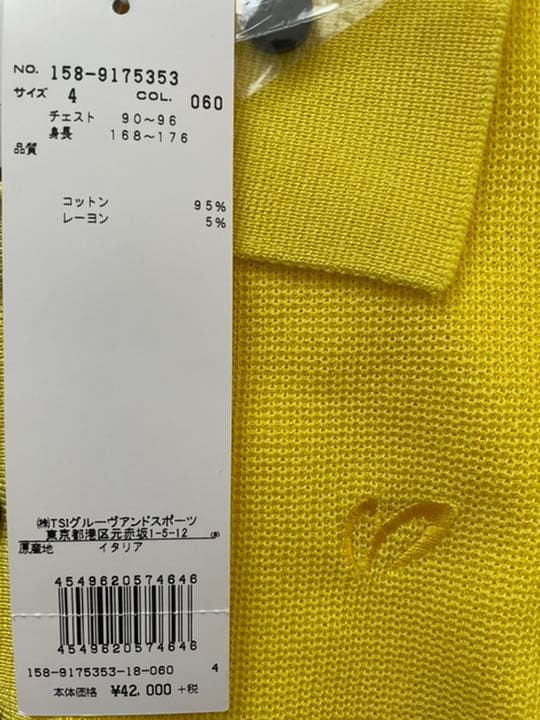 NO. 158-9175353
サイズ 4 COL. 060
チェスト 90～96
身長 168～176
品質
コットン 95%
レーヨン 5%
㈱TSIグルーヴアンドスポーツ
東京都港区元赤坂1-5-12
原産地 イタリア
4549620574646
4549620574646
158-9175353-18-060 4
本体価格 ¥42,000 +税